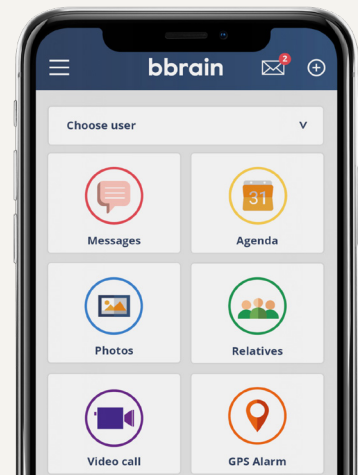 bbrain
2
Choose user
Messages
31
Agenda
Photos
Relatives
Video call
GPS Alarm